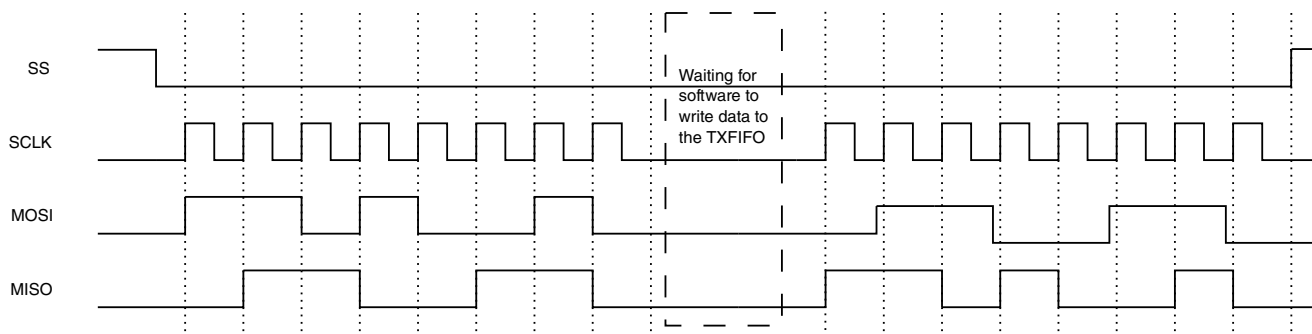 SS
Waiting for
software to
write data to
the TXFIFO
SCLK
MOSI
MISO